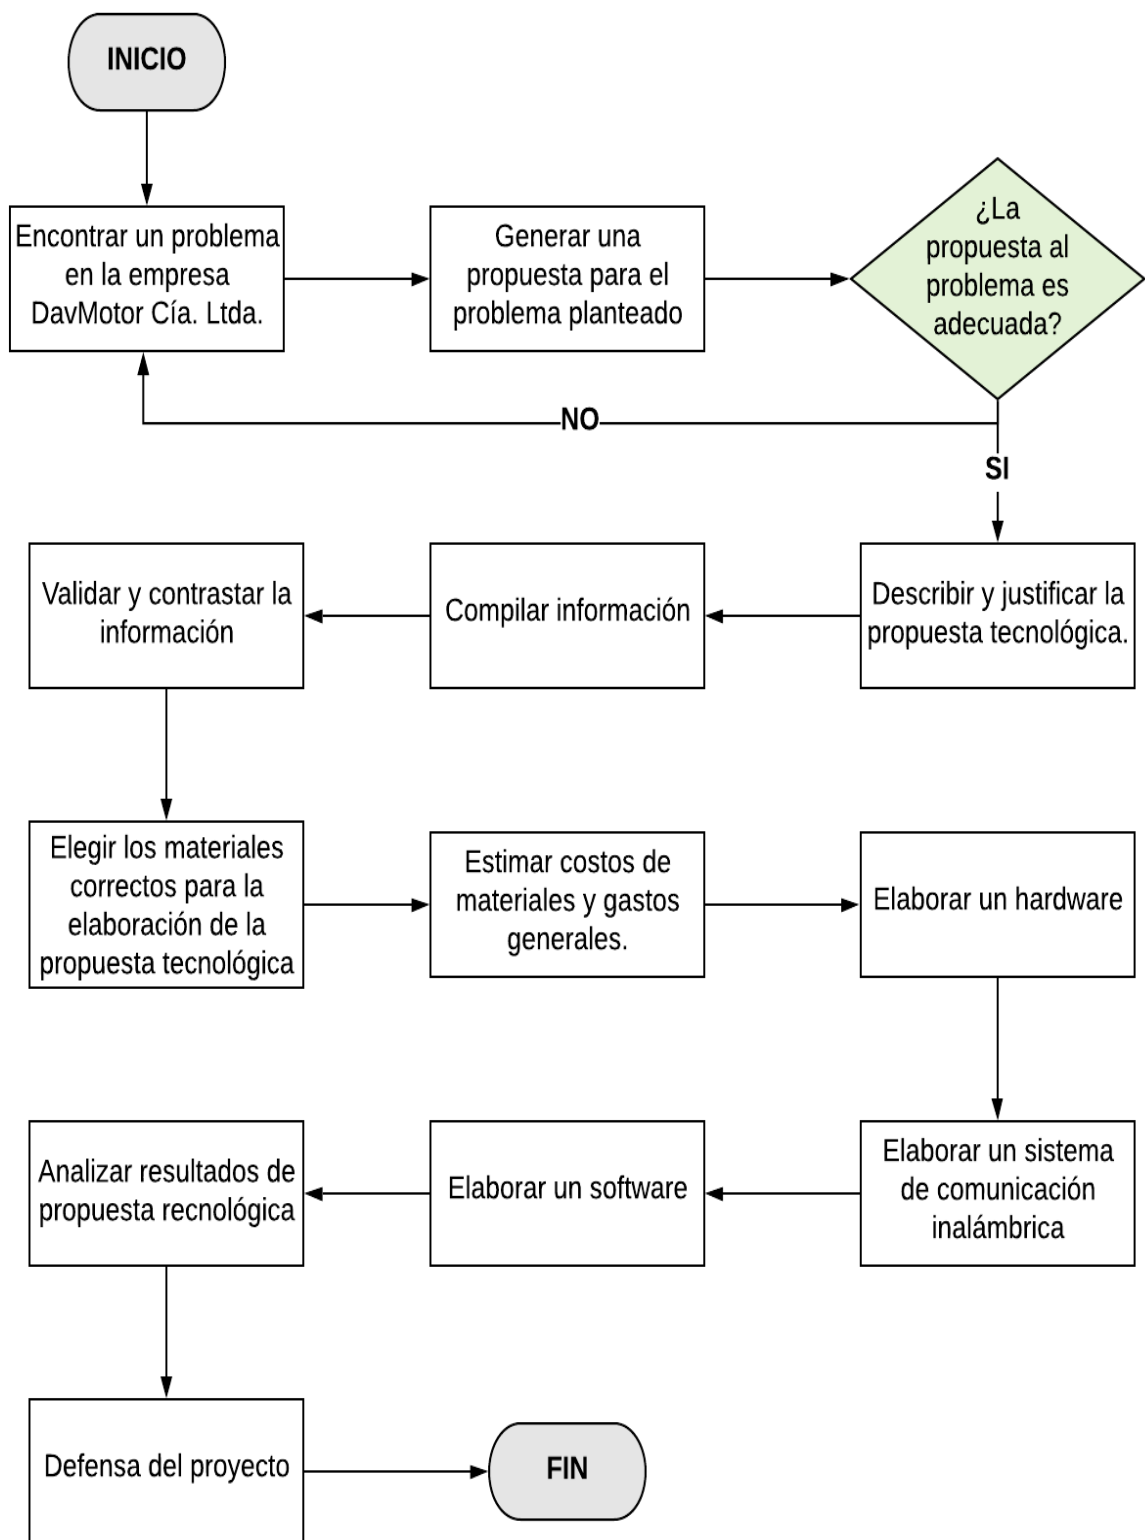 INICIO
Encontrar un problema
en la empresa
DavMotor Cía. Ltda.
Generar una
propuesta para el
problema planteado
¿La
propuesta al
problema es
adecuada?
NO
SI
Describir y justificar la
propuesta tecnológica.
Compilar información
Validar y contrastar la
información
Elegir los materiales
correctos para la
elaboración de la
propuesta tecnológica
Estimar costos de
materiales y gastos
generales.
Elaborar un hardware
Elaborar un sistema
de comunicación
inalámbrica
Elaborar un software
Analizar resultados de
propuesta recnológica
Defensa del proyecto
FIN